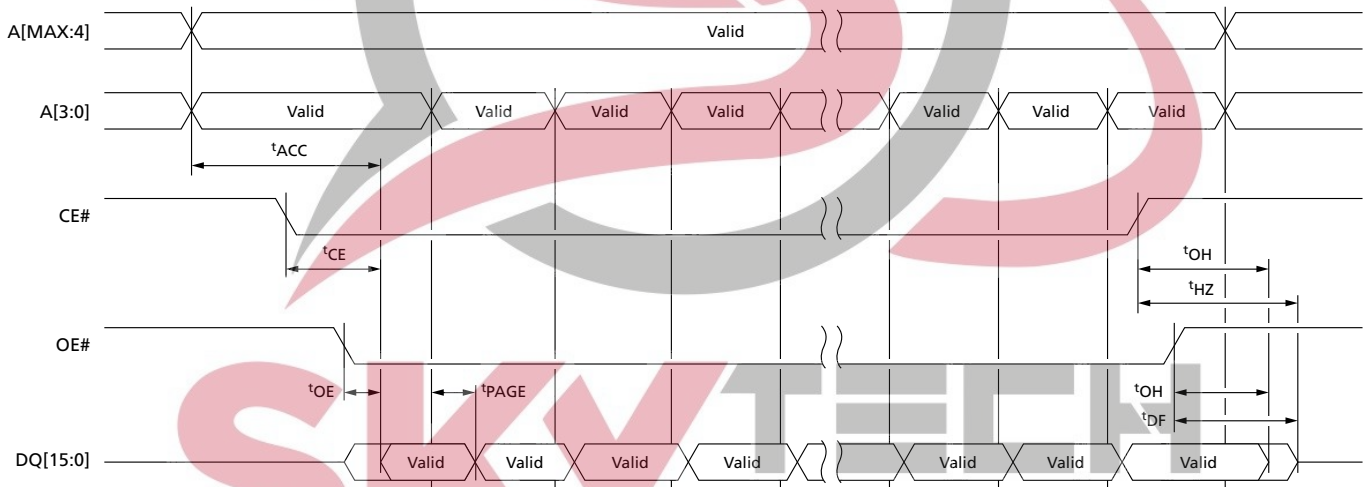 A[MAX:4] Valid
A[3:0] Valid Valid Valid Valid Valid Valid Valid
tACC
CE#
tCE tOH
tHZ
OE#
tOE tPAGE tOH
tDF
DQ[15:0] Valid Valid Valid Valid Valid Valid Valid
SKYTECH